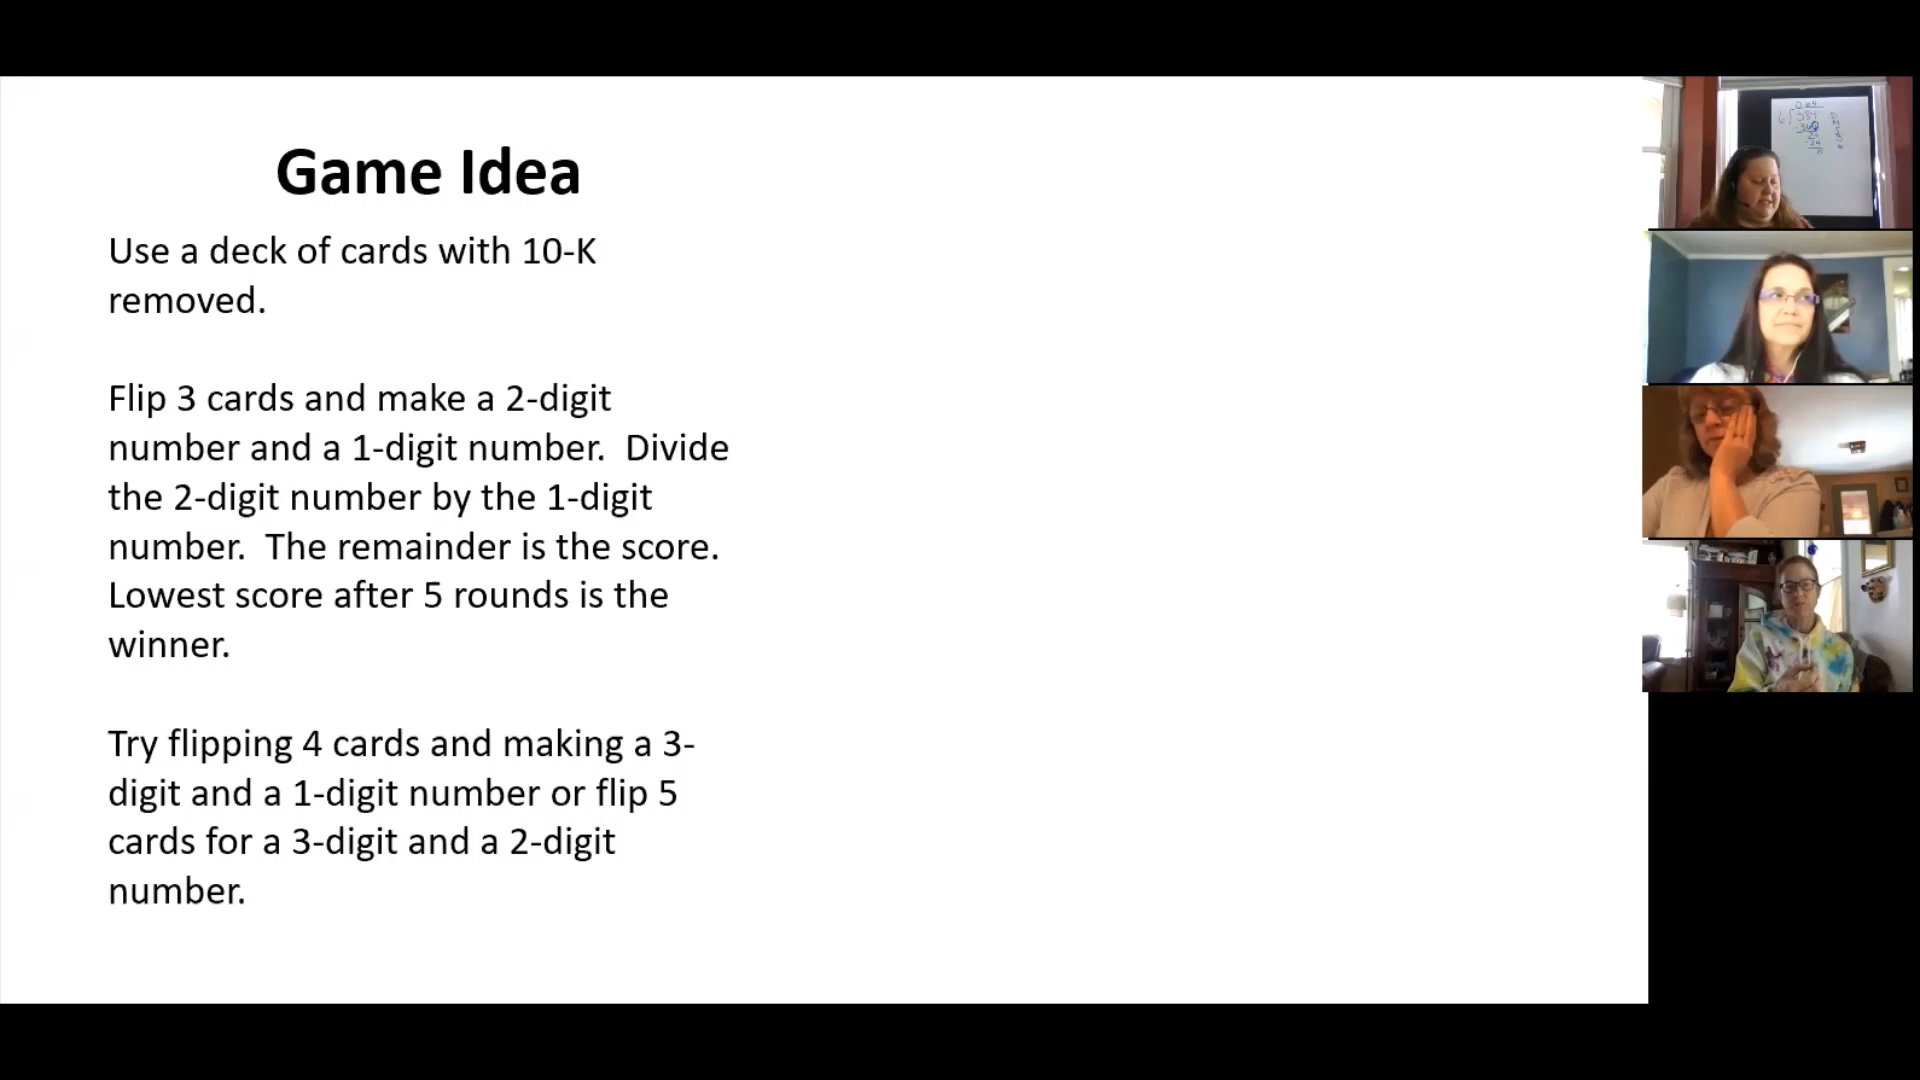 Game Idea
Use a deck of cards with 10-K
removed.
Flip 3 cards and make a 2-digit
number and a 1-digit number.  Divide
the 2-digit number by the 1-digit
number.  The remainder is the score.
Lowest score after 5 rounds is the
winner.
Try flipping 4 cards and making a 3-
digit and a 1-digit number or flip 5
cards for a 3-digit and a 2-digit
number.